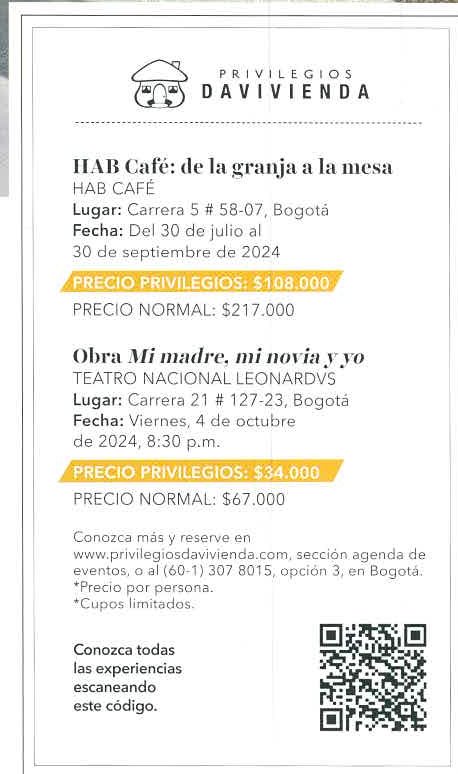 PRIVILEGIOS
DAVIVIENDA
HAB Café: de la granja a la mesa
HAB CAFÉ
Lugar: Carrera 5 # 58-07, Bogotá
Fecha: Del 30 de julio al
30 de septiembre de 2024
PRECIO PRIVILEGIOS: $108.000
PRECIO NORMAL: $217.000
Obra Mi madre, mi novia y yo
TEATRO NACIONAL LEONARDVS
Lugar: Carrera 21 # 127-23, Bogotá
Fecha: Viernes, 4 de octubre
de 2024, 8:30 p.m.
PRECIO PRIVILEGIOS: $34.000
PRECIO NORMAL: $67.000
Conozca más y reserve en
www.privilegiosdavivienda.com, sección agenda de
eventos, o al (60-1) 307 8015, opción 3, en Bogotá.
*Precio por persona.
*Cupos limitados.
Conozca todas
las experiencias
escaneando
este código.